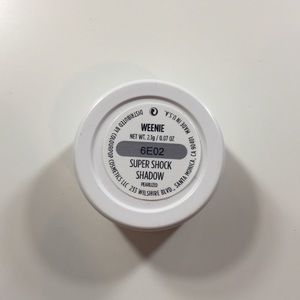 WEENIE
NET WT. 2.1g / 0.07 OZ
6E02
SUPER SHOCK
SHADOW
PEARLIZED
MADE IN U.S.A.
DISTRIBUTED BY COLOURPOP COSMETICS LLC 213 WILSHIRE BLVD., SANTA MONICA, CA 90401